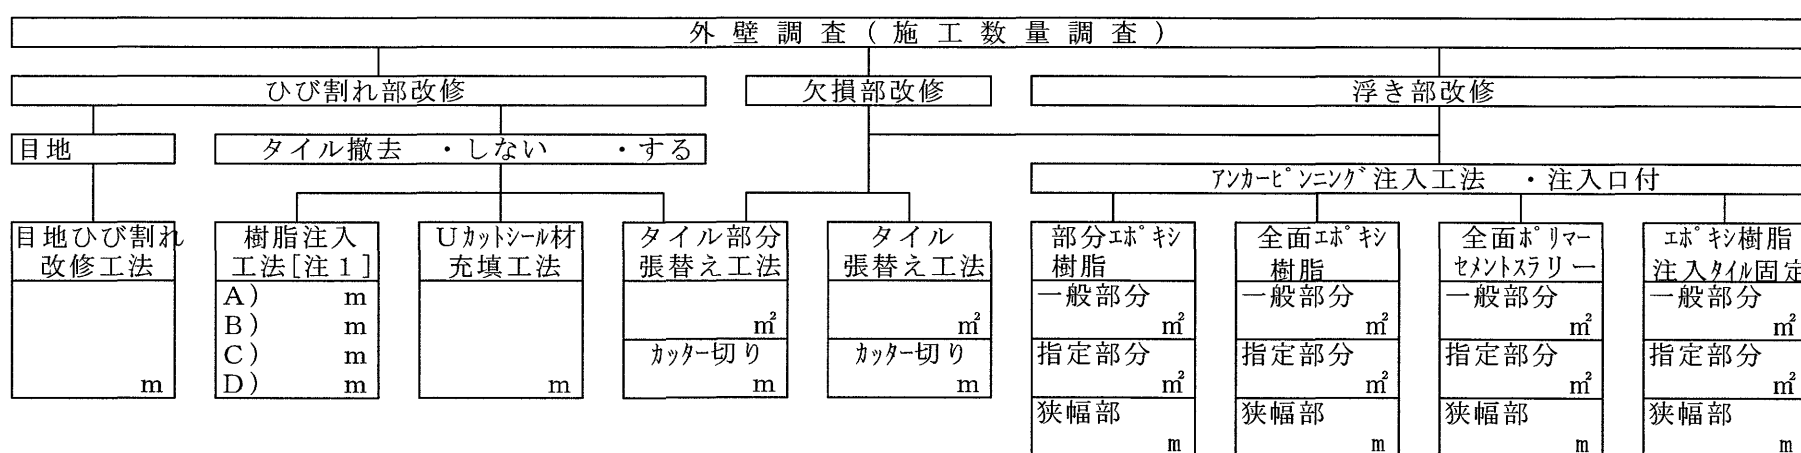 外壁調査(施工数量調査)
ひび割れ部改修
欠損部改修
浮き部改修
目地
タイル撤去 ・しない ・する
ｱﾝｶｰﾋﾟﾝﾆﾝｸﾞ注入工法 ・注入口付
目地ひび割れ
改修工法
m
樹脂注入
工法[注１]
A) m
B) m
C) m
D) m
Uｶｯﾄｼｰﾙ材
充填工法
m
タイル部分
張替え工法
㎡
ｶｯﾀｰ切り
m
タイル
張替え工法
㎡
ｶｯﾀｰ切り
m
部分ｴﾎﾟｷｼ
樹脂
一般部分
㎡
指定部分
㎡
狭幅部
m
全面ｴﾎﾟｷｼ
樹脂
一般部分
㎡
指定部分
㎡
狭幅部
m
全面ﾎﾟﾘﾏｰ
ｾﾒﾝﾄｽﾗﾘｰ
一般部分
㎡
指定部分
㎡
狭幅部
m
ｴﾎﾟｷｼ樹脂
注入ﾀｲﾙ固定
一般部分
㎡
指定部分
㎡
狭幅部
m